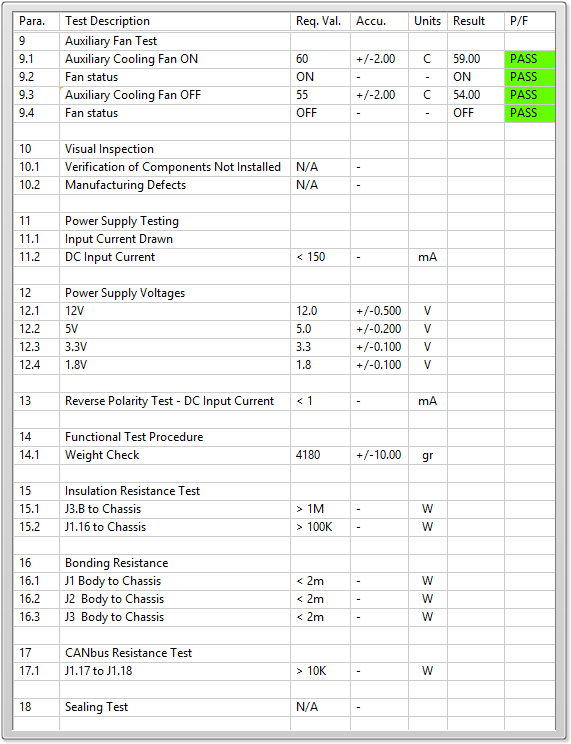 Para. Test Description Req. Val. Accu. Units Result P/F
9 Auxiliary Fan Test
9.1 Auxiliary Cooling Fan ON 60 +/-2.00 C 59.00 PASS
9.2 Fan status ON - - ON PASS
9.3 Auxiliary Cooling Fan OFF 55 +/-2.00 C 54.00 PASS
9.4 Fan status OFF - - OFF PASS
10 Visual Inspection
10.1 Verification of Components Not Installed N/A -
10.2 Manufacturing Defects N/A -
11 Power Supply Testing
11.1 Input Current Drawn
11.2 DC Input Current < 150 - mA
12 Power Supply Voltages
12.1 12V 12.0 +/-0.500 V
12.2 5V 5.0 +/-0.200 V
12.3 3.3V 3.3 +/-0.100 V
12.4 1.8V 1.8 +/-0.100 V
13 Reverse Polarity Test - DC Input Current < 1 - mA
14 Functional Test Procedure
14.1 Weight Check 4180 +/-10.00 gr
15 Insulation Resistance Test
15.1 J3.B to Chassis > 1M - W
15.2 J1.16 to Chassis > 100K - W
16 Bonding Resistance
16.1 J1 Body to Chassis < 2m - W
16.2 J2 Body to Chassis < 2m - W
16.3 J3 Body to Chassis < 2m - W
17 CANbus Resistance Test
17.1 J1.17 to J1.18 > 10K - W
18 Sealing Test N/A -